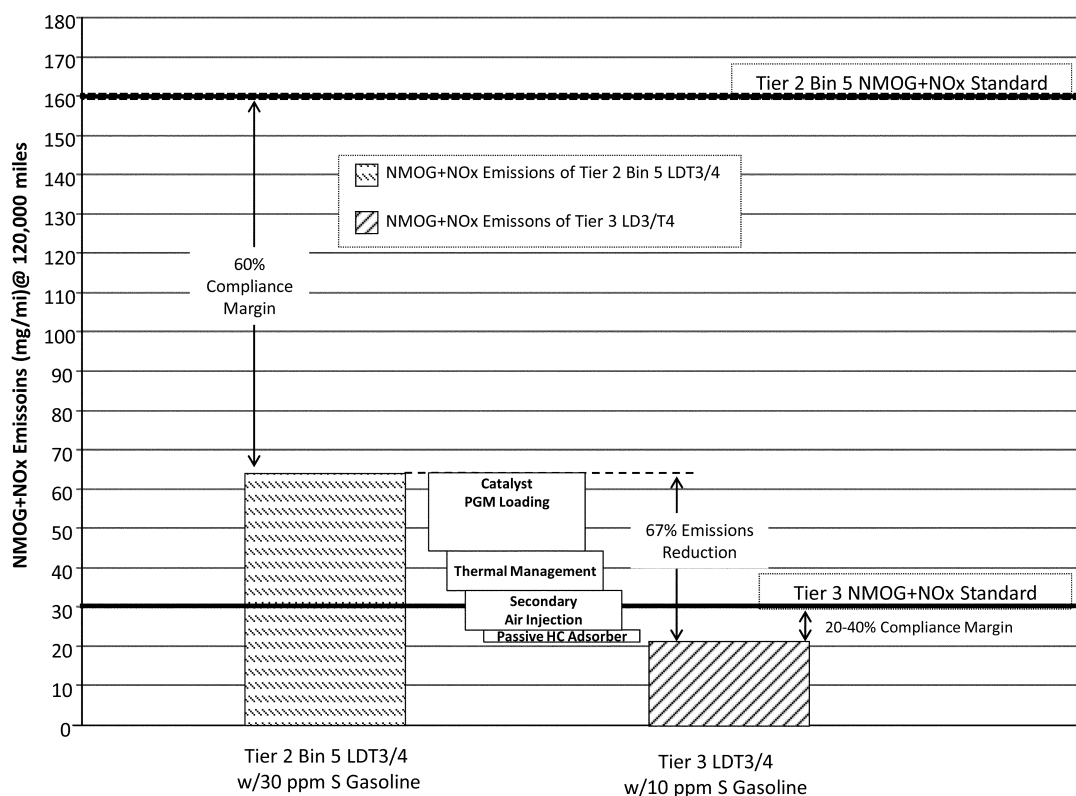 180
170
160
150
140
130
120
110
100
90
80
70
60
50
40
30
20
10
0
NMOG+NOx Emissoins (mg/mi)@ 120,000 miles
Tier 2 Bin 5 NMOG+NOx Standard
NMOG+NOx Emissions of Tier 2 Bin 5 LDT3/4
NMOG+NOx Emissons of Tier 3 LD3/T4
60%
Compliance
Margin
Catalyst
PGM Loading
67% Emissions
Reduction
Thermal Management
Tier 3 NMOG+NOx Standard
Secondary
Air Injection
20-40% Compliance Margin
Passive HC Adsorber
Tier 2 Bin 5 LDT3/4
w/30 ppm S Gasoline
Tier 3 LDT3/4
w/10 ppm S Gasoline